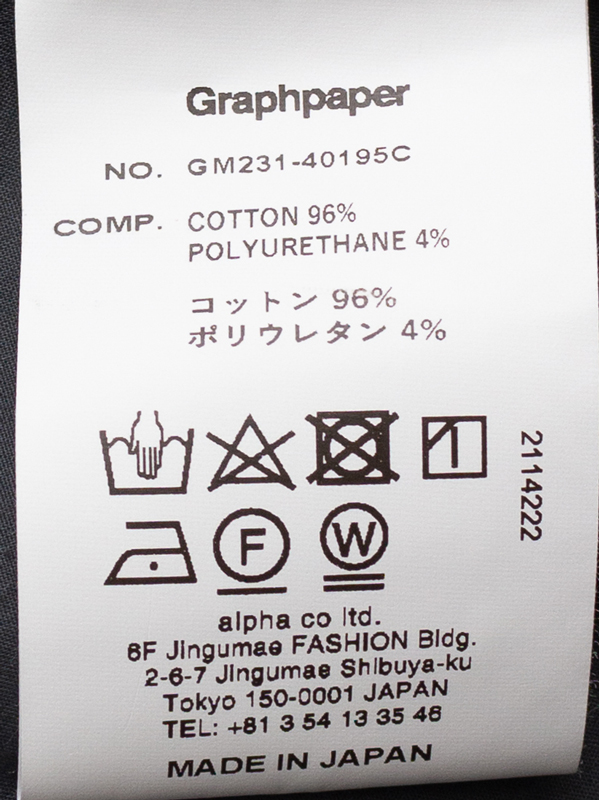 Graphpaper
NO. GM231-40195C
COMP. COTTON 96%
POLYURETHANE 4%
コットン 96%
ポリウレタン 4%
2114222
F
W
alpha co ltd.
6F Jingumae FASHION Bldg.
2-6-7 Jingumae Shibuya-ku
Tokyo 150-0001 JAPAN
TEL: +81 3 54 13 35 46
MADE IN JAPAN